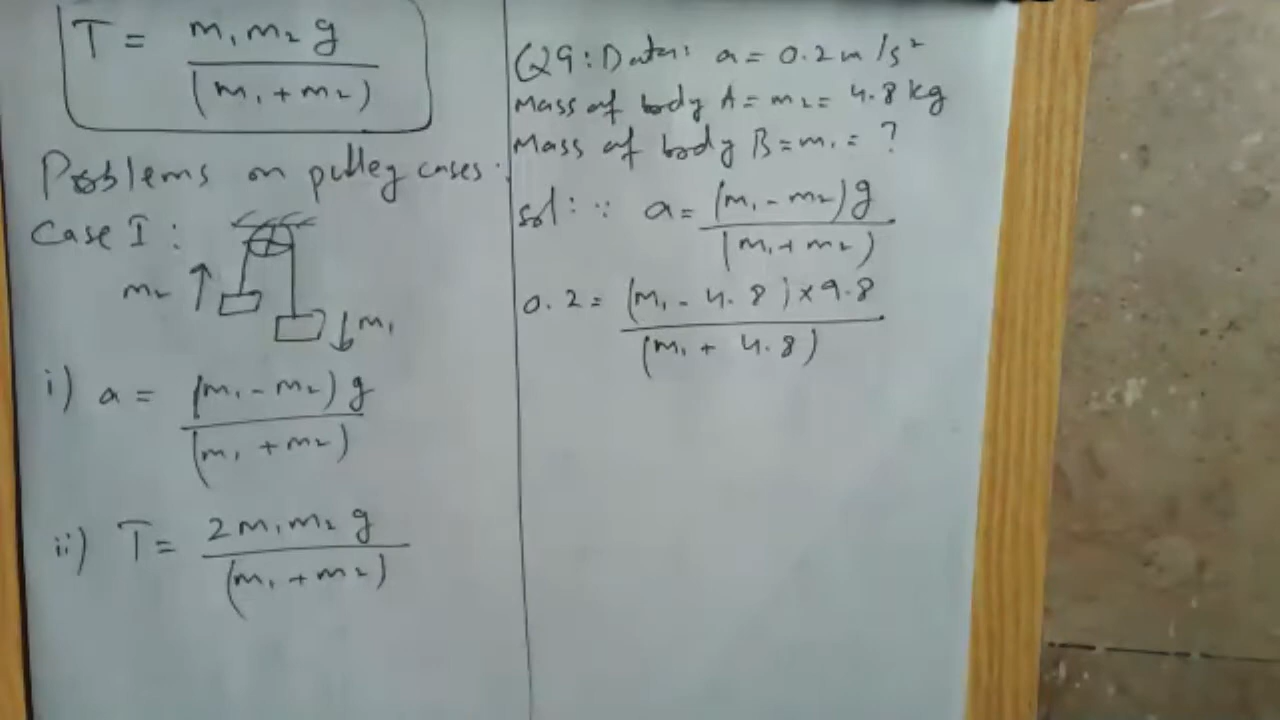 T = m₁m₂g / (m₁+m₂)
Problems on pulley cases.
Case I:
m₂
m₁
i) a = (m₁-m₂)g / (m₁+m₂)
ii) T = 2m₁m₂g / (m₁+m₂)
Q9: Data: a = 0.2 m/s²
Mass of body A = m₂ = 4.8 kg
Mass of body B = m₁ = ?
Sol: ∵ a = (m₁-m₂)g / (m₁+m₂)
0.2 = (m₁-4.8)×9.8 / (m₁+4.8)